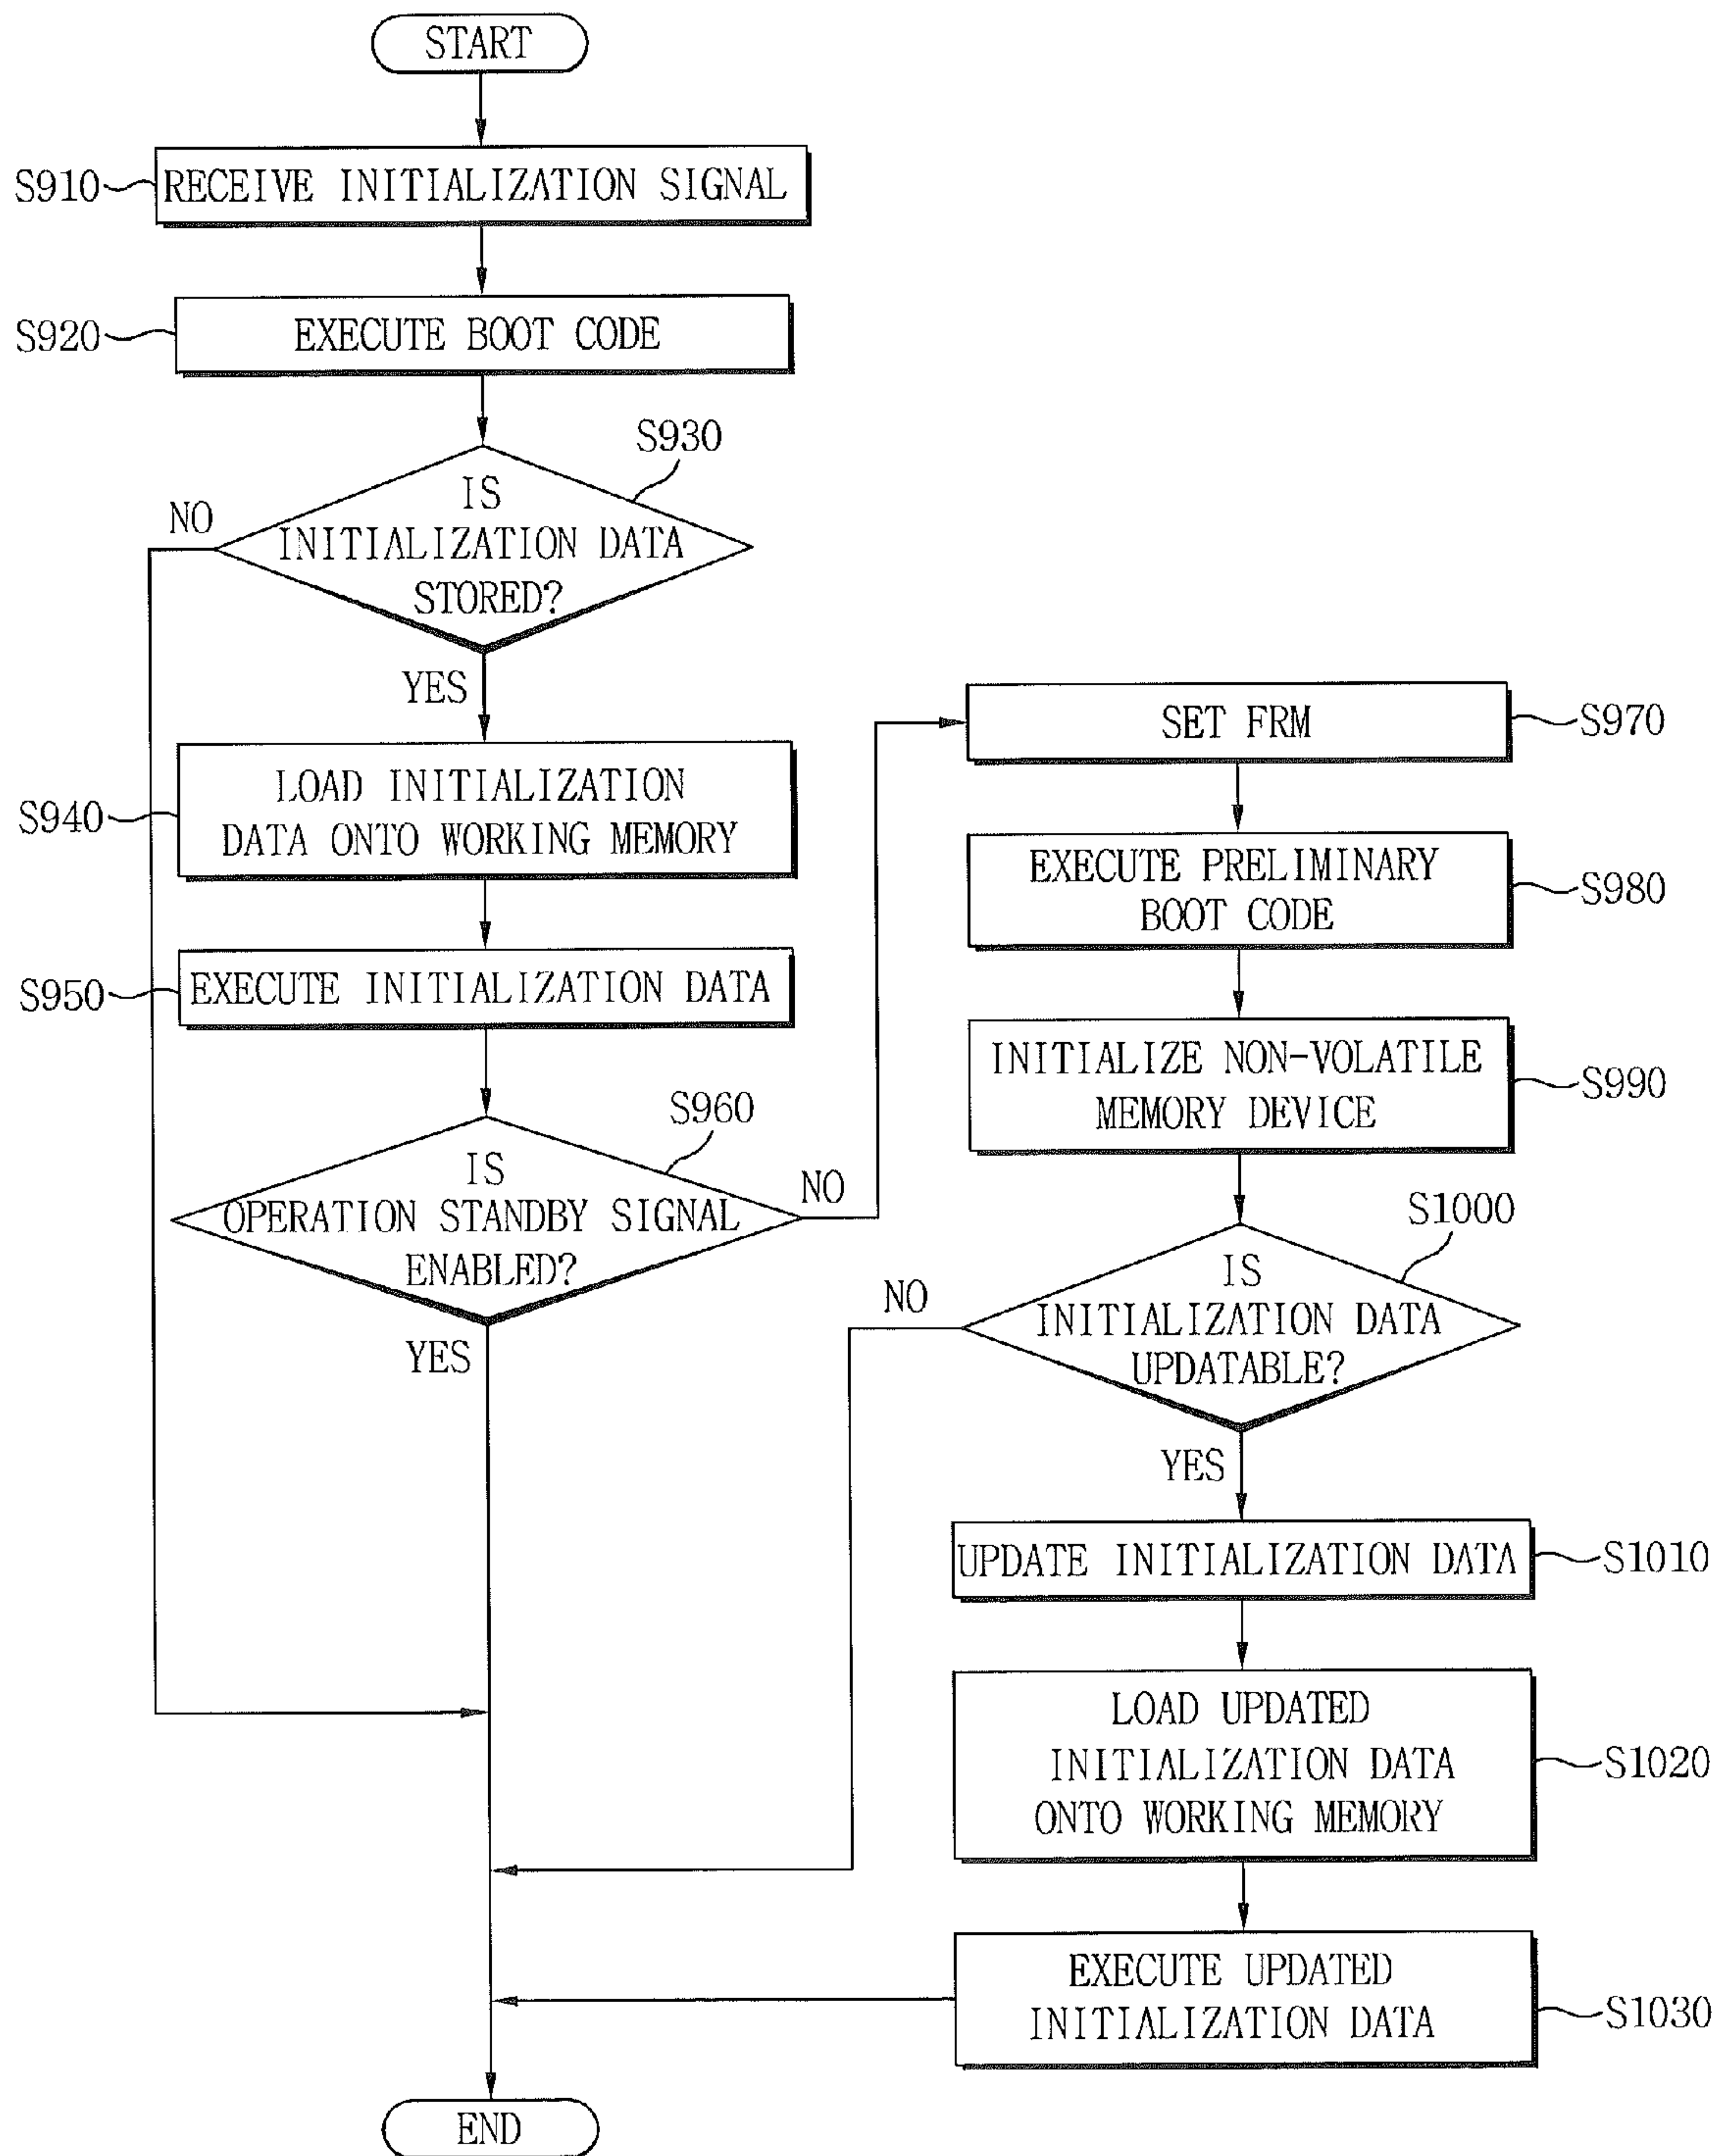 START
S910
RECEIVE INITIALIZATION SIGNAL
S920
EXECUTE BOOT CODE
S930
IS
INITIALIZATION DATA
STORED?
NO
YES
S940
LOAD INITIALIZATION
DATA ONTO WORKING MEMORY
S950
EXECUTE INITIALIZATION DATA
S960
IS
OPERATION STANDBY SIGNAL
ENABLED?
NO
YES
SET FRM
S970
EXECUTE PRELIMINARY
BOOT CODE
S980
INITIALIZE NON-VOLATILE
MEMORY DEVICE
S990
S1000
IS
INITIALIZATION DATA
UPDATABLE?
NO
YES
UPDATE INITIALIZATION DATA
S1010
LOAD UPDATED
INITIALIZATION DATA
ONTO WORKING MEMORY
S1020
EXECUTE UPDATED
INITIALIZATION DATA
S1030
END